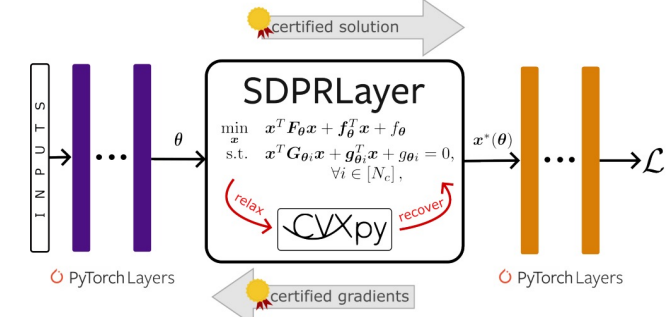 certified solution
INPUTS
θ
SDPRLayer
min x x^T F_θ x + f_θ^T x + f_θ
s.t. x^T G_θi x + g_θi^T x + g_θi = 0,
∀i ∈ [N_c],
relax
CVXpy
recover
x*(θ)
ℒ
PyTorch Layers
PyTorch Layers
certified gradients